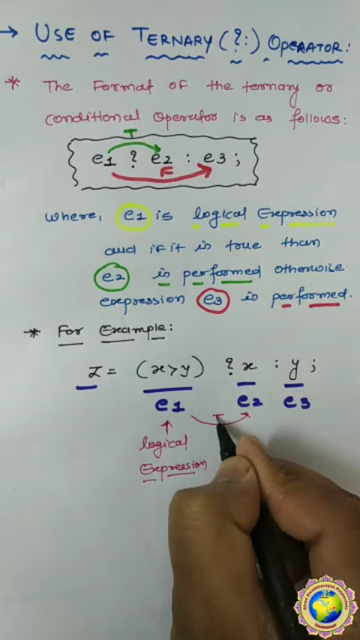 → USE OF TERNARY (?:) OPERATOR:
* The Format of the ternary or
conditional Operator is as follows:
T
e1 ? e2 : e3 ;
F
where, e1 is logical Expression
and if it is true than
e2 is performed otherwise
expression e3 is performed.
* For Example:
Z = (x>y) ? x : y ;
e1 e2 e3
T
logical
Expression